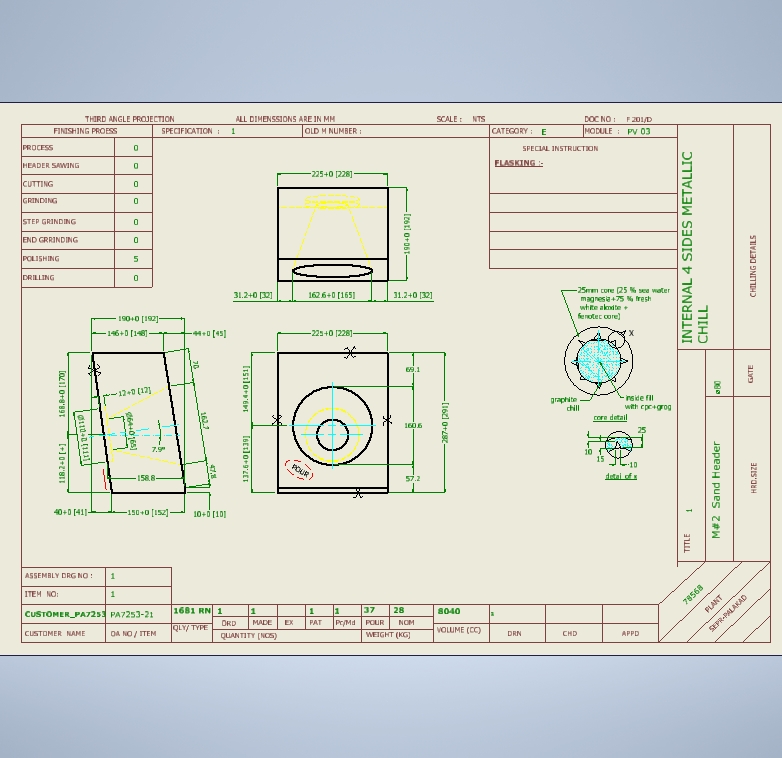 THIRD ANGLE PROJECTION ALL DIMENSSIONS ARE IN MM SCALE : NTS DOC NO : F 201/D
FINISHING PROESS SPECIFICATION : 1 OLD M NUMBER : CATEGORY : E MODULE : PV 03
PROCESS 0
HEADER SAWING 0
CUTTING 0
GRINDING 0
STEP GRINDING 0
END GRRINDING 0
POLISHING 5
DRILLING 0
SPECIAL INSTRUCTION
FLASKING :-
225+0 [228]
190+0 [192]
31.2+0 [32] 162.6+0 [165] 31.2+0 [32]
190+0 [192]
146+0 [148] 44+0 [45]
168.8+0 [170]
118.2+0 [+]
12+0 [12]
7.9°
158.8
70
162.7
47.8
40+0 [41] 150+0 [152] 10+0 [10]
225+0 [228]
149.4+0 [151]
137.6+0 [139]
69.1
160.6
57.2
287+0 [291]
POUR
25mm core [25 % sea water
magnesia+75 % fresh
white aloxite +
fenotec core)
X
graphite
chill
inside fill
with cpc+grog
core detail
25
10
15
10
detail of x
INTERNAL 4 SIDES METALLIC
CHILL
CHILLING DETAILS
ø80
GATE
TITLE 1
M#2 Sand Header
HRD.SIZE
78568
PLANT
SEPR-PALAKAD
ASSEMBLY DRG NO : 1
ITEM NO: 1
CUSTOMER_PA7253 PA7253-21 1681 RN 1 1 1 1 37 28 8040 s
CUSTOMER NAME QA NO / ITEM QLY/ TYPE ORD MADE EX PAT Pc/Md POUR NOM VOLUME (CC) DRN CHD APPD
QUANTITY (NOS) WEIGHT (KG)